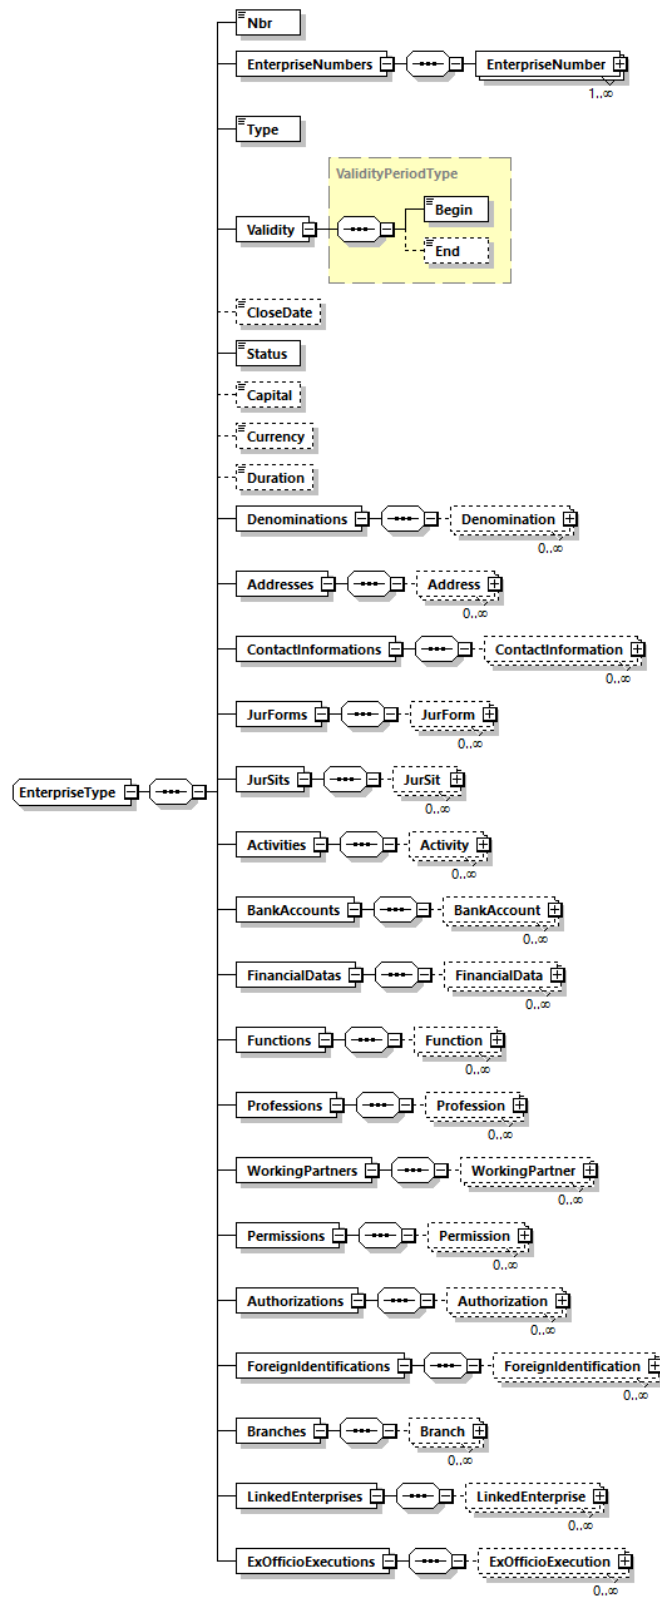 Nbr
EnterpriseNumbers EnterpriseNumber
1..∞
Type
ValidityPeriodType
Begin
Validity
End
CloseDate
Status
Capital
Currency
Duration
Denominations Denomination
0..∞
Addresses Address
0..∞
ContactInformations ContactInformation
0..∞
JurForms JurForm
0..∞
EnterpriseType
JurSits JurSit
0..∞
Activities Activity
0..∞
BankAccounts BankAccount
0..∞
FinancialDatas FinancialData
0..∞
Functions Function
0..∞
Professions Profession
0..∞
WorkingPartners WorkingPartner
0..∞
Permissions Permission
0..∞
Authorizations Authorization
0..∞
ForeignIdentifications ForeignIdentification
0..∞
Branches Branch
0..∞
LinkedEnterprises LinkedEnterprise
0..∞
ExOfficioExecutions ExOfficioExecution
0..∞